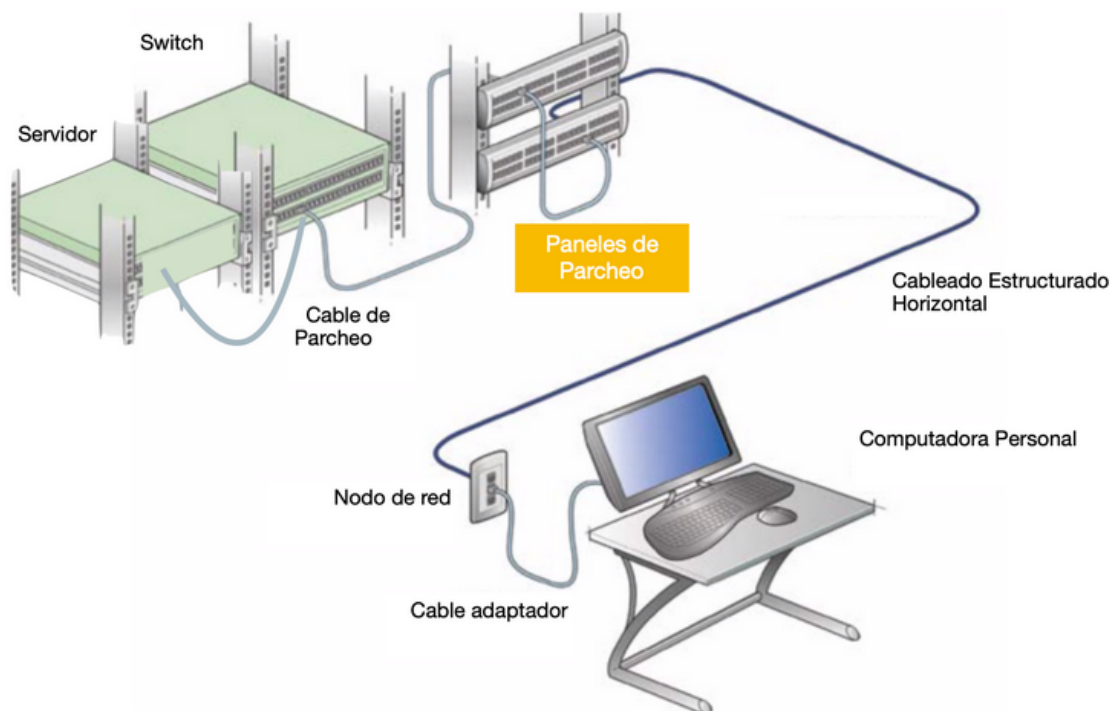 Switch
Servidor
Paneles de
Parcheo
Cableado Estructurado
Horizontal
Cable de
Parcheo
Computadora Personal
Nodo de red
Cable adaptador